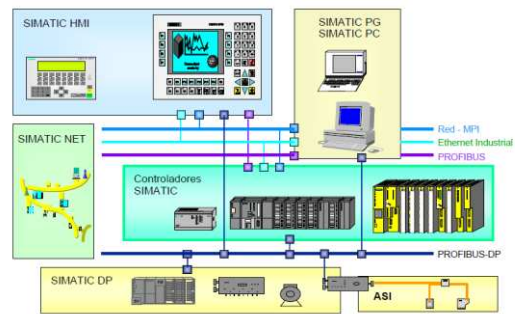 SIMATIC HMI
SIMATIC PG
SIMATIC PC
SIMATIC NET
Red - MPI
Ethernet Industrial
PROFIBUS
Controladores
SIMATIC
PROFIBUS-DP
SIMATIC DP
ASI